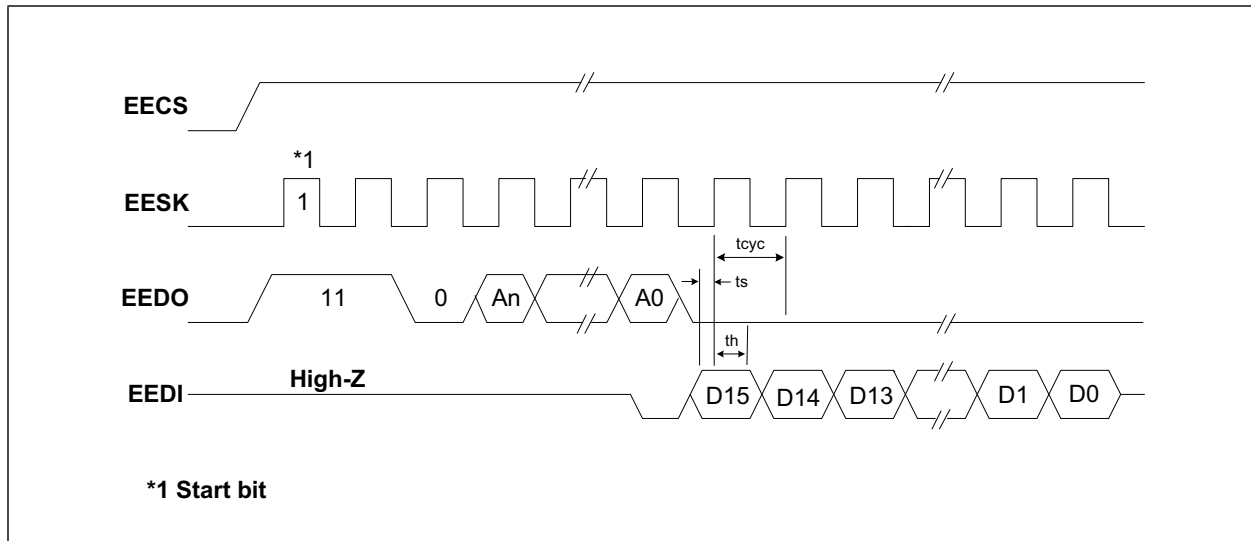 EECS
*1
EESK
1
tcyc
EEDO
11
0
An
A0
ts
th
High-Z
EEDI
D15
D14
D13
D1
D0
*1 Start bit